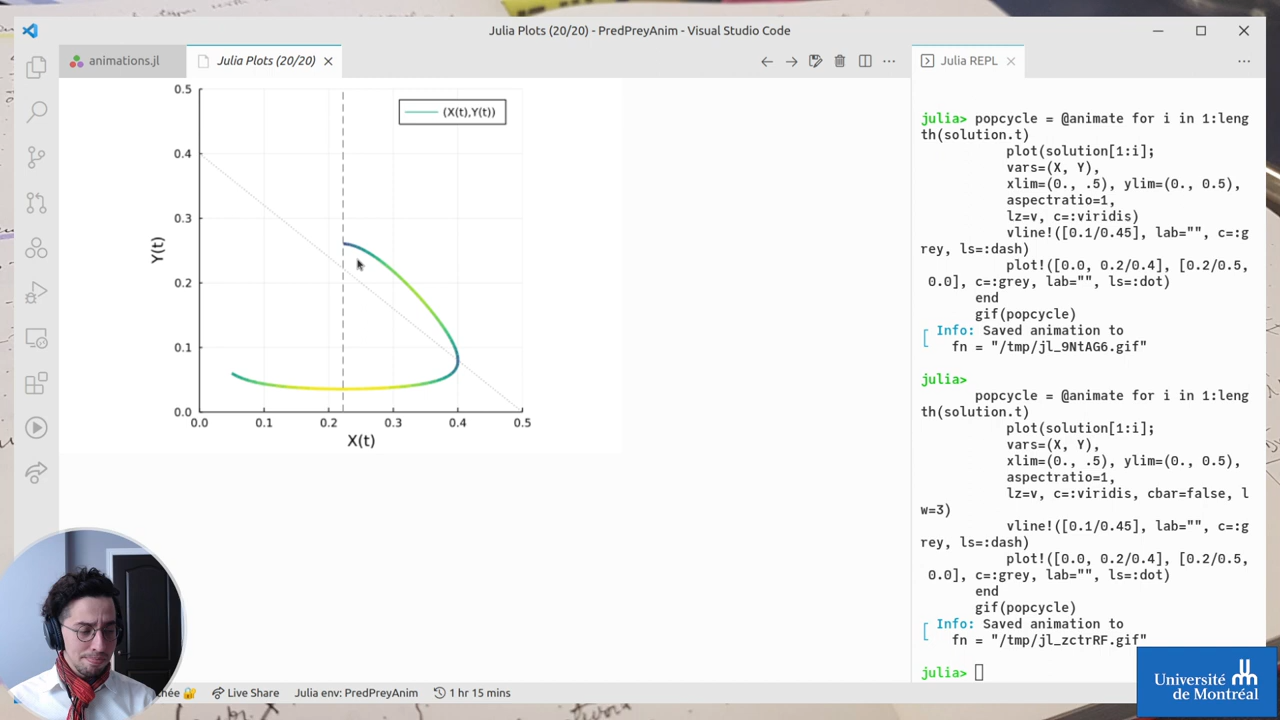 Julia Plots (20/20) - PredPreyAnim - Visual Studio Code
animations.jl
Julia Plots (20/20)
Julia REPL
0.5
0.4
0.3
0.2
0.1
0.0
Y(t)
(X(t),Y(t))
0.0 0.1 0.2 0.3 0.4 0.5
X(t)
julia> popcycle = @animate for i in 1:leng
th(solution.t)
plot(solution[1:i];
vars=(X, Y),
xlim=(0., .5), ylim=(0., 0.5),
aspectratio=1,
lz=v, c=:viridis)
vline!([0.1/0.45], lab="", c=:g
rey, ls=:dash)
plot!([0.0, 0.2/0.4], [0.2/0.5,
0.0], c=:grey, lab="", ls=:dot)
end
gif(popcycle)
[ Info: Saved animation to
fn = "/tmp/jl_9NtAG6.gif"
julia>
popcycle = @animate for i in 1:leng
th(solution.t)
plot(solution[1:i];
vars=(X, Y),
xlim=(0., .5), ylim=(0., 0.5),
aspectratio=1,
lz=v, c=:viridis, cbar=false, l
w=3)
vline!([0.1/0.45], lab="", c=:g
rey, ls=:dash)
plot!([0.0, 0.2/0.4], [0.2/0.5,
0.0], c=:grey, lab="", ls=:dot)
end
gif(popcycle)
[ Info: Saved animation to
fn = "/tmp/jl_zctrRF.gif"
julia>
Live Share
Julia env: PredPreyAnim
1 hr 15 mins
Université
de Montréal